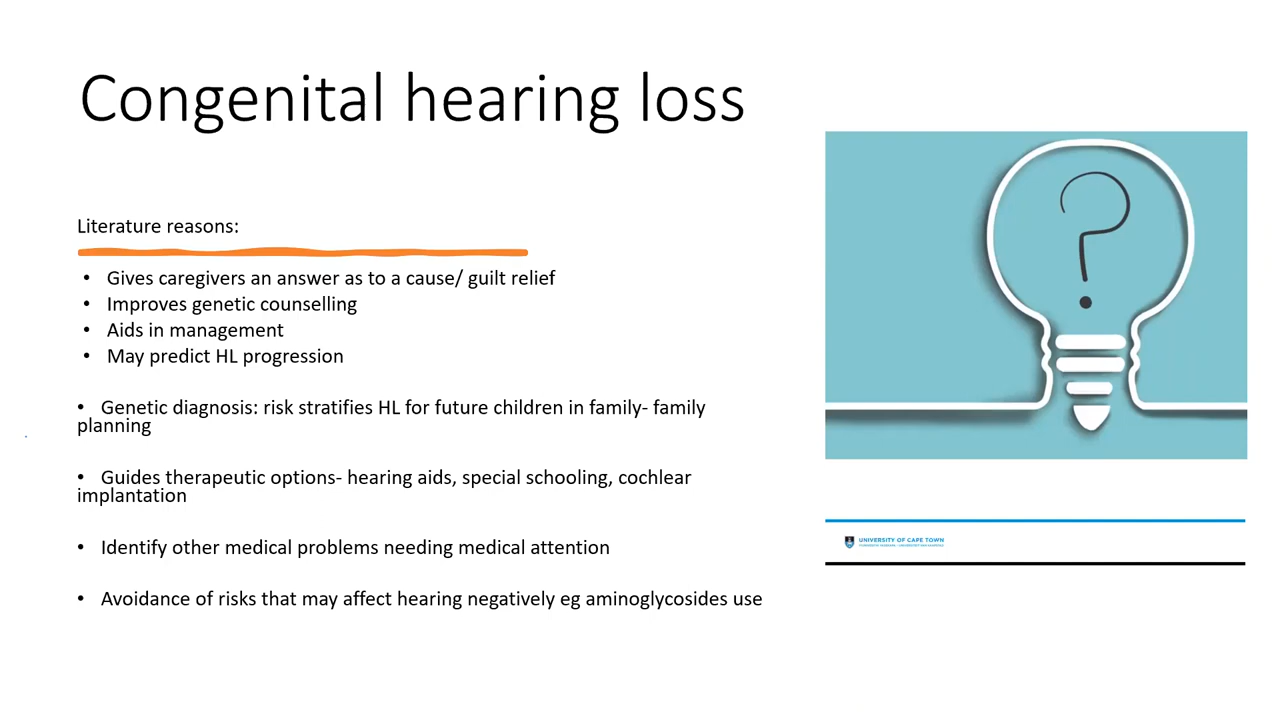 Congenital hearing loss
Literature reasons:
• Gives caregivers an answer as to a cause/ guilt relief
• Improves genetic counselling
• Aids in management
• May predict HL progression
• Genetic diagnosis: risk stratifies HL for future children in family- family
planning
• Guides therapeutic options- hearing aids, special schooling, cochlear
implantation
• Identify other medical problems needing medical attention
• Avoidance of risks that may affect hearing negatively eg aminoglycosides use
?
UNIVERSITY OF CAPE TOWN